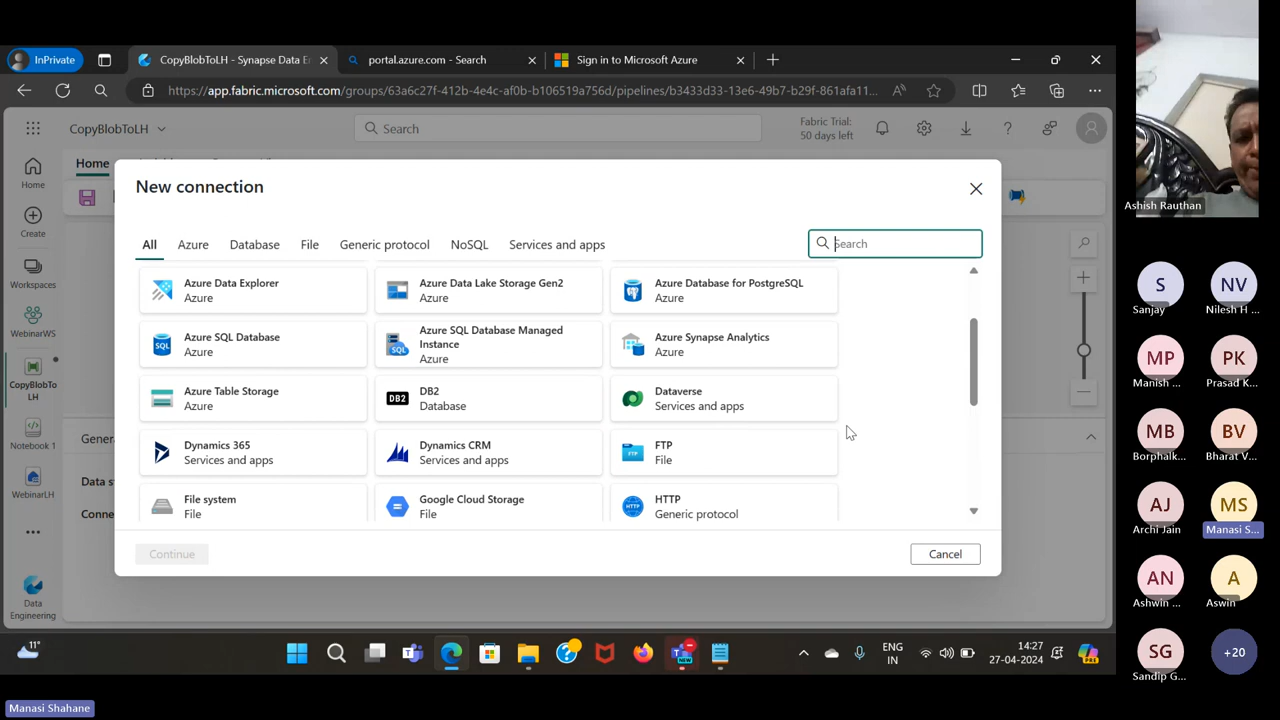 InPrivate
CopyBlobToLH - Synapse Data E
portal.azure.com - Search
Sign in to Microsoft Azure
https://app.fabric.microsoft.com/groups/63a6c27f-412b-4e4c-af0b-b106519a756d/pipelines/b3433d33-13e6-49b7-b29f-861afa11...
CopyBlobToLH
Search
Fabric Trial:
50 days left
Home
Home
Create
Workspaces
WebinarWS
CopyBlobTo
LH
Notebook 1
WebinarLH
Data
Engineering
Gener
Data s
Conne
New connection
All
Azure
Database
File
Generic protocol
NoSQL
Services and apps
Search
Azure Data Explorer
Azure
Azure Data Lake Storage Gen2
Azure
Azure Database for PostgreSQL
Azure
Azure SQL Database
Azure
Azure SQL Database Managed
Instance
Azure
Azure Synapse Analytics
Azure
Azure Table Storage
Azure
DB2
DB2
Database
Dataverse
Services and apps
Dynamics 365
Services and apps
Dynamics CRM
Services and apps
FTP
File
File system
File
Google Cloud Storage
File
HTTP
Generic protocol
Continue
Cancel
11°
ENG
IN
14:27
27-04-2024
Manasi Shahane
Ashish Rauthan
S
Sanjay
NV
Nilesh H ...
MP
Manish ...
PK
Prasad K...
MB
Borphalk...
BV
Bharat V...
AJ
Archi Jain
MS
Manasi S...
AN
Ashwin ...
A
Aswin
SG
Sandip G...
+20